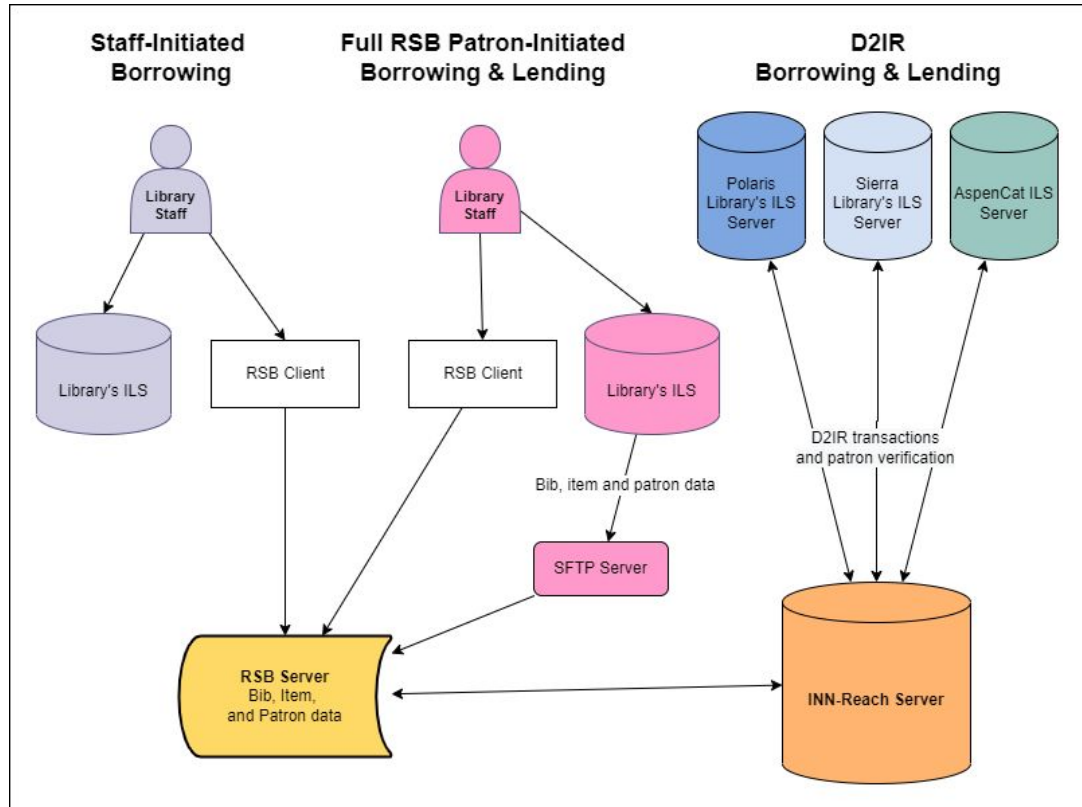 Staff-Initiated
Borrowing
Full RSB Patron-Initiated
Borrowing & Lending
D2IR
Borrowing & Lending
Library
Staff
Library
Staff
Polaris
Library's ILS
Server
Sierra
Library's ILS
Server
AspenCat ILS
Server
Library's ILS
RSB Client
RSB Client
Library's ILS
D2IR transactions
and patron verification
Bib, item and patron data
SFTP Server
RSB Server
Bib, Item,
and Patron data
INN-Reach Server